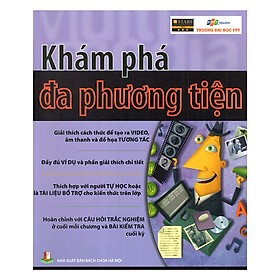 STARS
FPT Education
TRƯỜNG ĐẠI HỌC FPT
Khám phá
đa phương tiện
Giải thích cách thức để tạo ra VIDEO,
âm thanh và đồ họa TƯƠNG TÁC
Đầy đủ VÍ DỤ và phần giải thích chi tiết
Thích hợp với người TỰ HỌC hoặc
là TÀI LIỆU BỔ TRỢ cho kiến thức trên lớp
Hoàn chỉnh với CÂU HỎI TRẮC NGHIỆM
ở cuối mỗi chương và BÀI KIỂM TRA
cuối kỳ
NHÀ XUẤT BẢN BÁCH KHOA HÀ NỘI